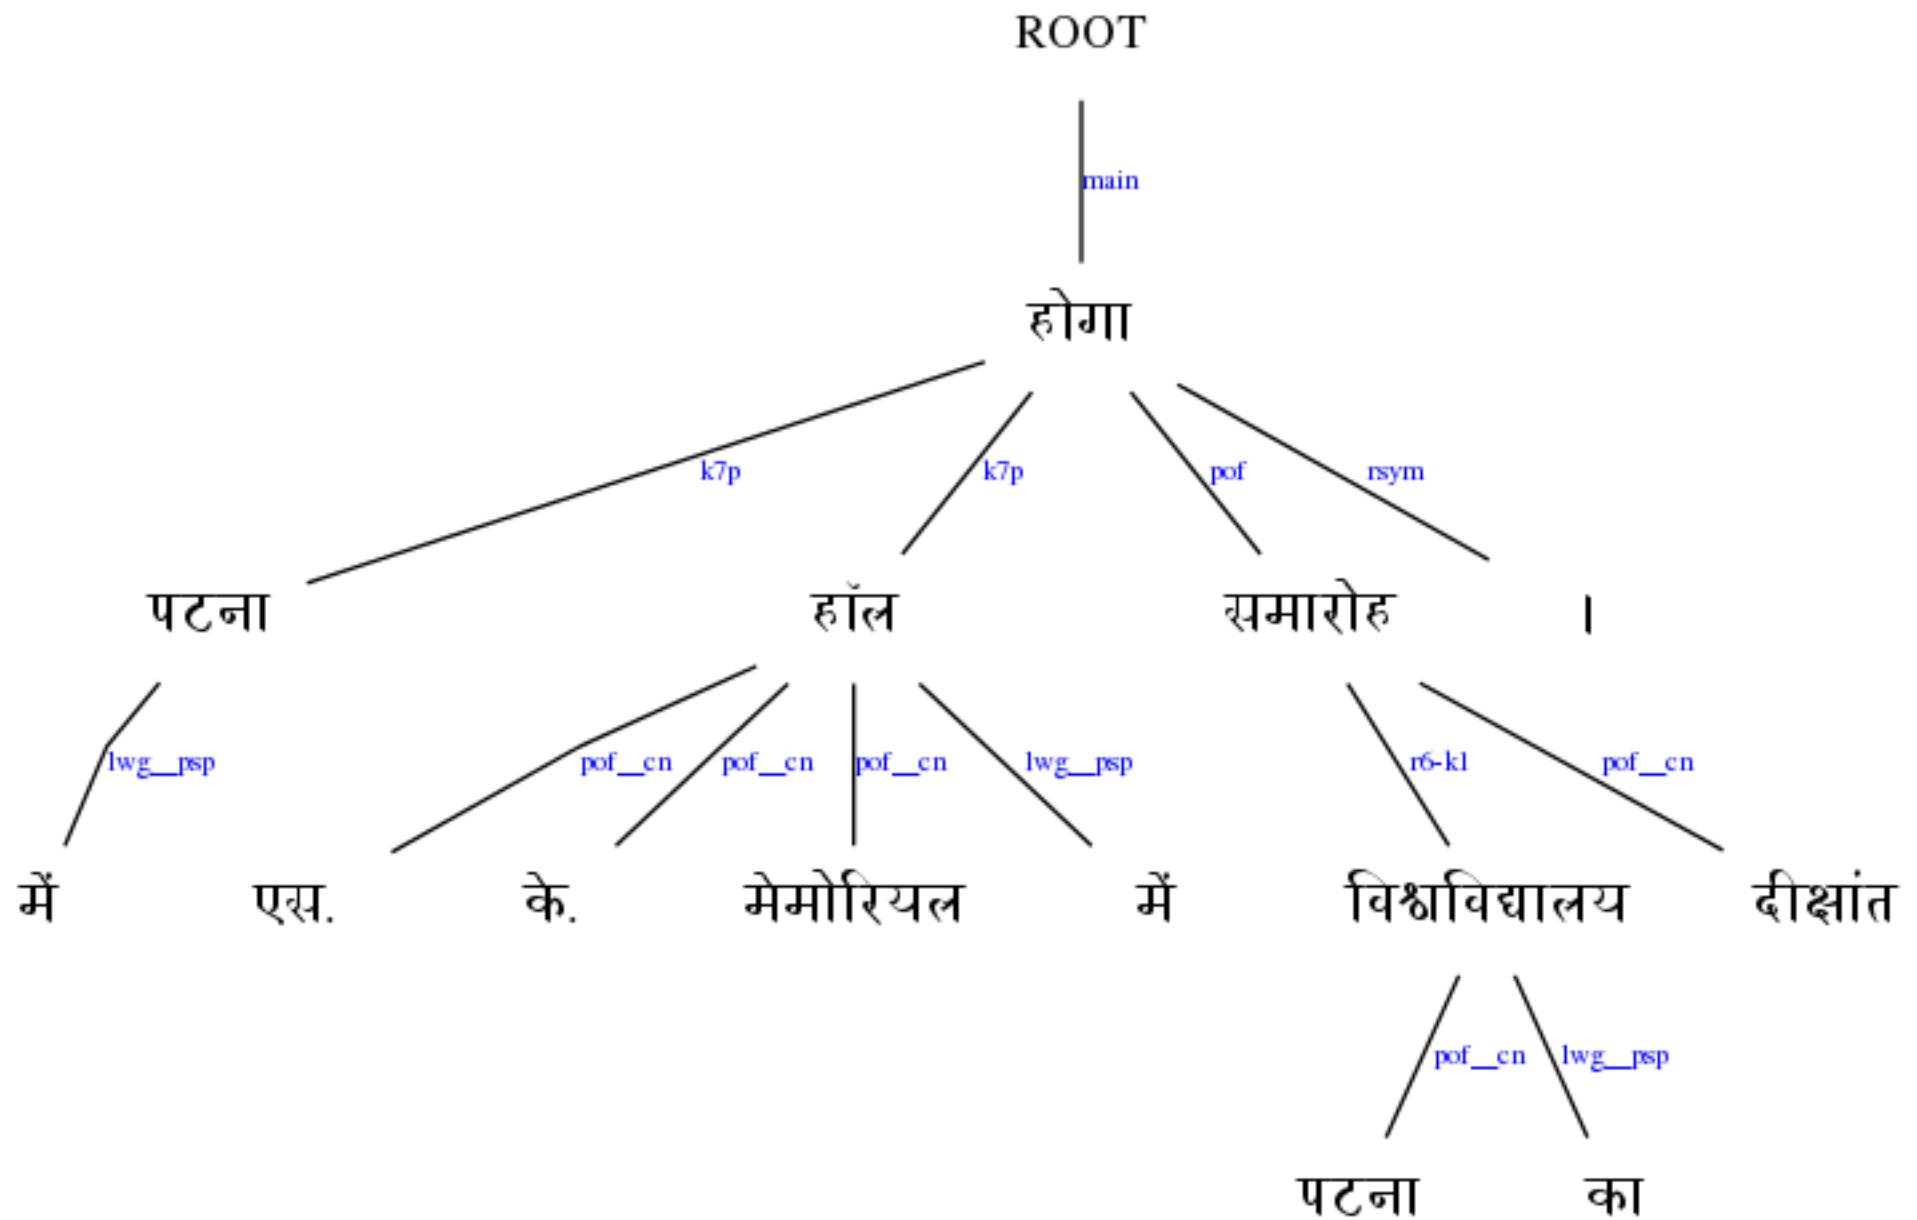 ROOT
main
होगा
k7p k7p pof rsym
पटना हॉल समारोह ।
lwg__psp pof__cn pof__cn pof__cn lwg__psp r6-k1 pof__cn
में एस. के. मेमोरियल में विश्वविद्यालय दीक्षांत
pof__cn lwg__psp
पटना का